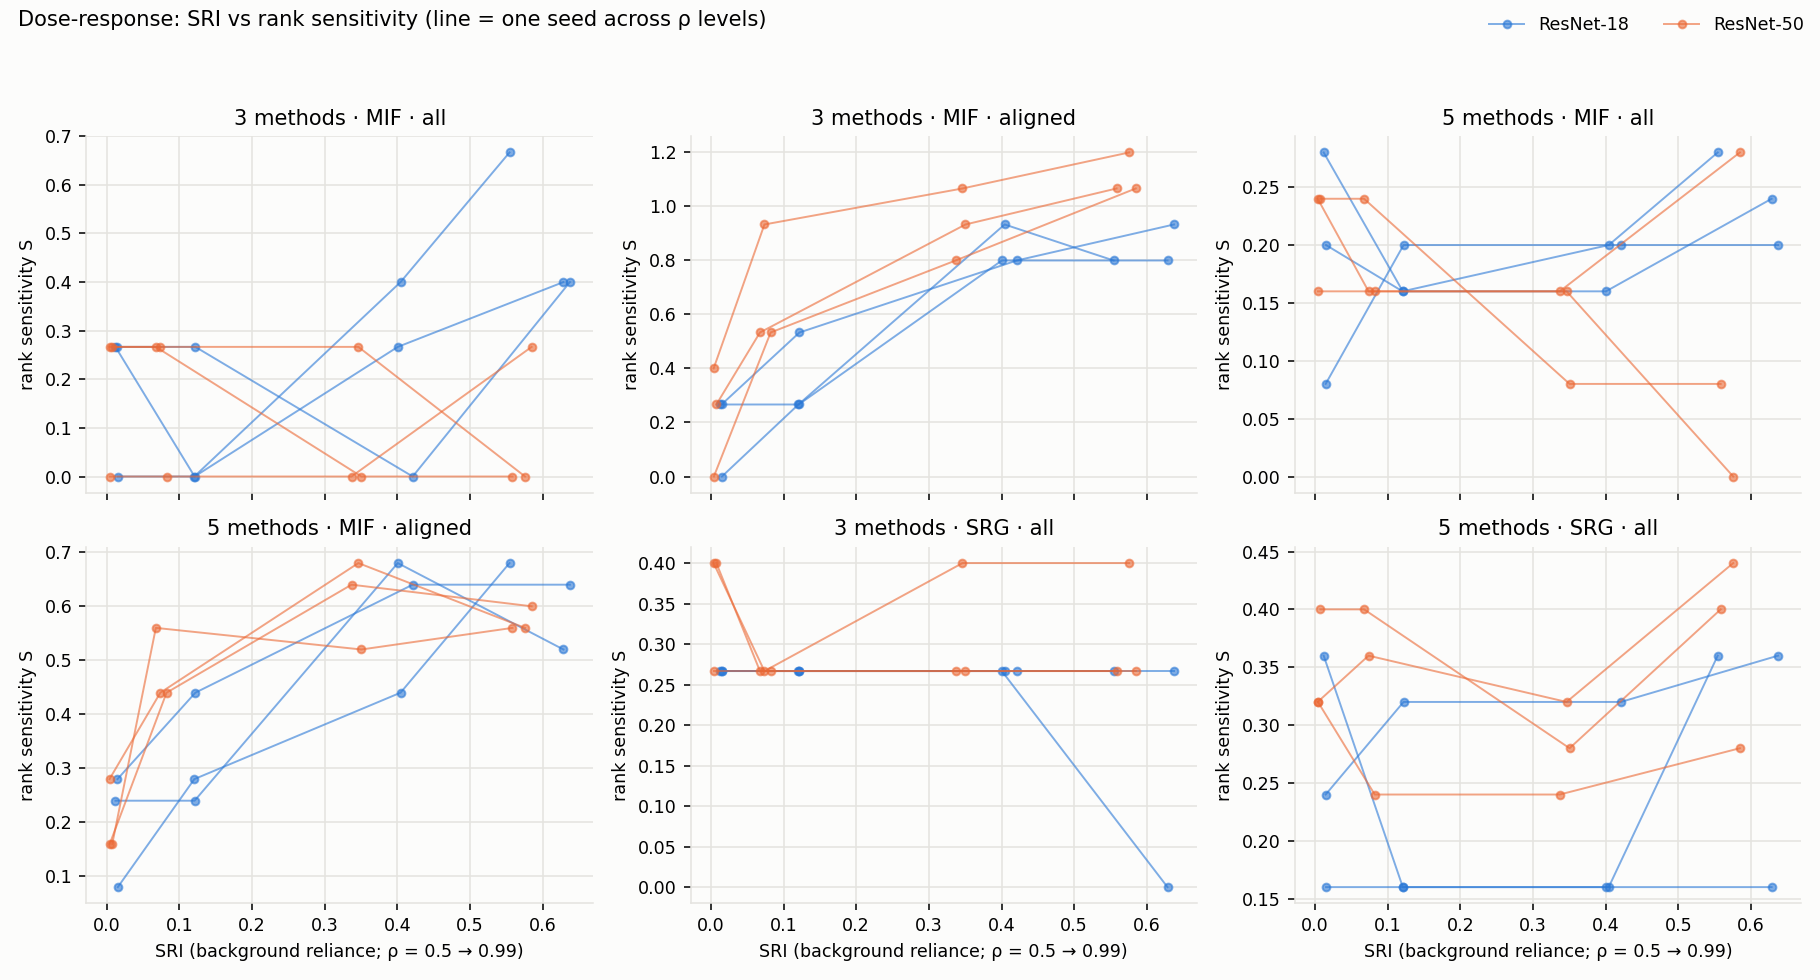 Dose-response: SRI vs rank sensitivity (line = one seed across ρ levels)
ResNet-18
ResNet-50
3 methods · MIF · all
rank sensitivity S
0.7
0.6
0.5
0.4
0.3
0.2
0.1
0.0
3 methods · MIF · aligned
rank sensitivity S
1.2
1.0
0.8
0.6
0.4
0.2
0.0
5 methods · MIF · all
rank sensitivity S
0.25
0.20
0.15
0.10
0.05
0.00
5 methods · MIF · aligned
rank sensitivity S
0.7
0.6
0.5
0.4
0.3
0.2
0.1
0.0 0.1 0.2 0.3 0.4 0.5 0.6
SRI (background reliance; ρ = 0.5 → 0.99)
3 methods · SRG · all
rank sensitivity S
0.40
0.35
0.30
0.25
0.20
0.15
0.10
0.05
0.00
0.0 0.1 0.2 0.3 0.4 0.5 0.6
SRI (background reliance; ρ = 0.5 → 0.99)
5 methods · SRG · all
rank sensitivity S
0.45
0.40
0.35
0.30
0.25
0.20
0.15
0.0 0.1 0.2 0.3 0.4 0.5 0.6
SRI (background reliance; ρ = 0.5 → 0.99)